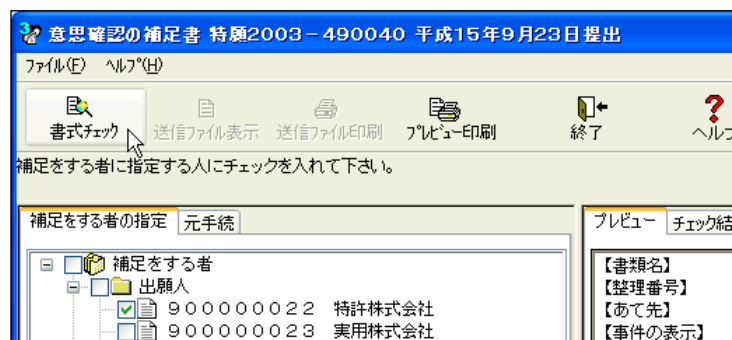 意思確認の補足書 特願2003-490040 平成15年9月23日提出
ﾌｧｲﾙ(F) ﾍﾙﾌﾟ(H)
書式ﾁｪｯｸ 送信ﾌｧｲﾙ表示 送信ﾌｧｲﾙ印刷 ﾌﾟﾚﾋﾞｭｰ印刷 終了 ﾍﾙﾌ
補足をする者に指定する人にチェックを入れて下さい。
補足をする者の指定 元手続 プレビュー チェック結
補足をする者
出願人
９０００００００２２ 特許株式会社
９０００００００２３ 実用株式会社
【書類名】
【整理番号】
【あて先】
【事件の表示】